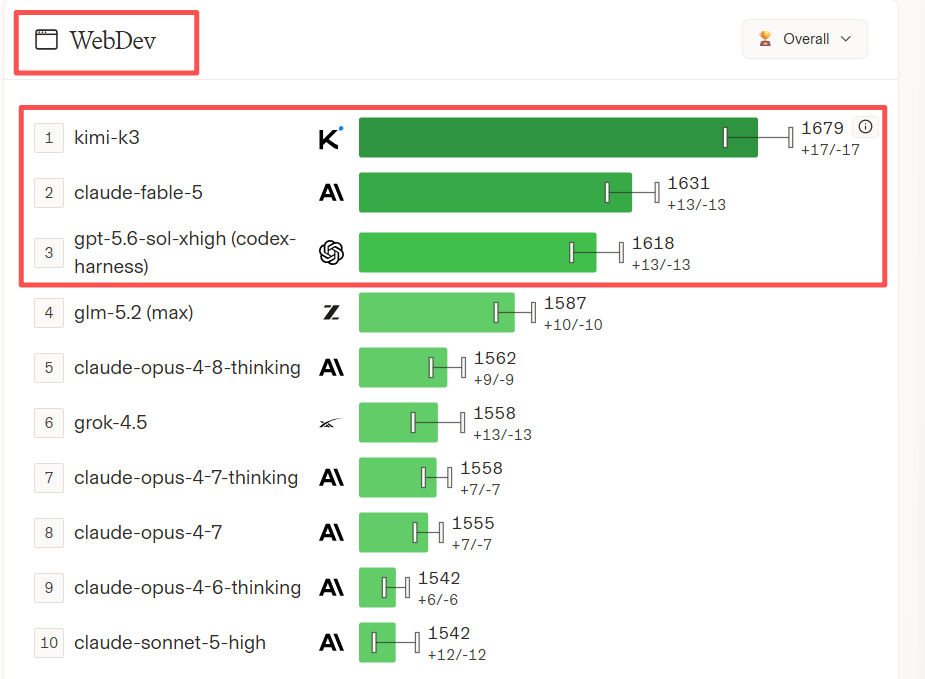 WebDev
Overall
1
kimi-k3
1679
+17/-17
2
claude-fable-5
1631
+13/-13
3
gpt-5.6-sol-xhigh (codex-
harness)
1618
+13/-13
4
glm-5.2 (max)
1587
+10/-10
5
claude-opus-4-8-thinking
1562
+9/-9
6
grok-4.5
1558
+13/-13
7
claude-opus-4-7-thinking
1558
+7/-7
8
claude-opus-4-7
1555
+7/-7
9
claude-opus-4-6-thinking
1542
+6/-6
10
claude-sonnet-5-high
1542
+12/-12